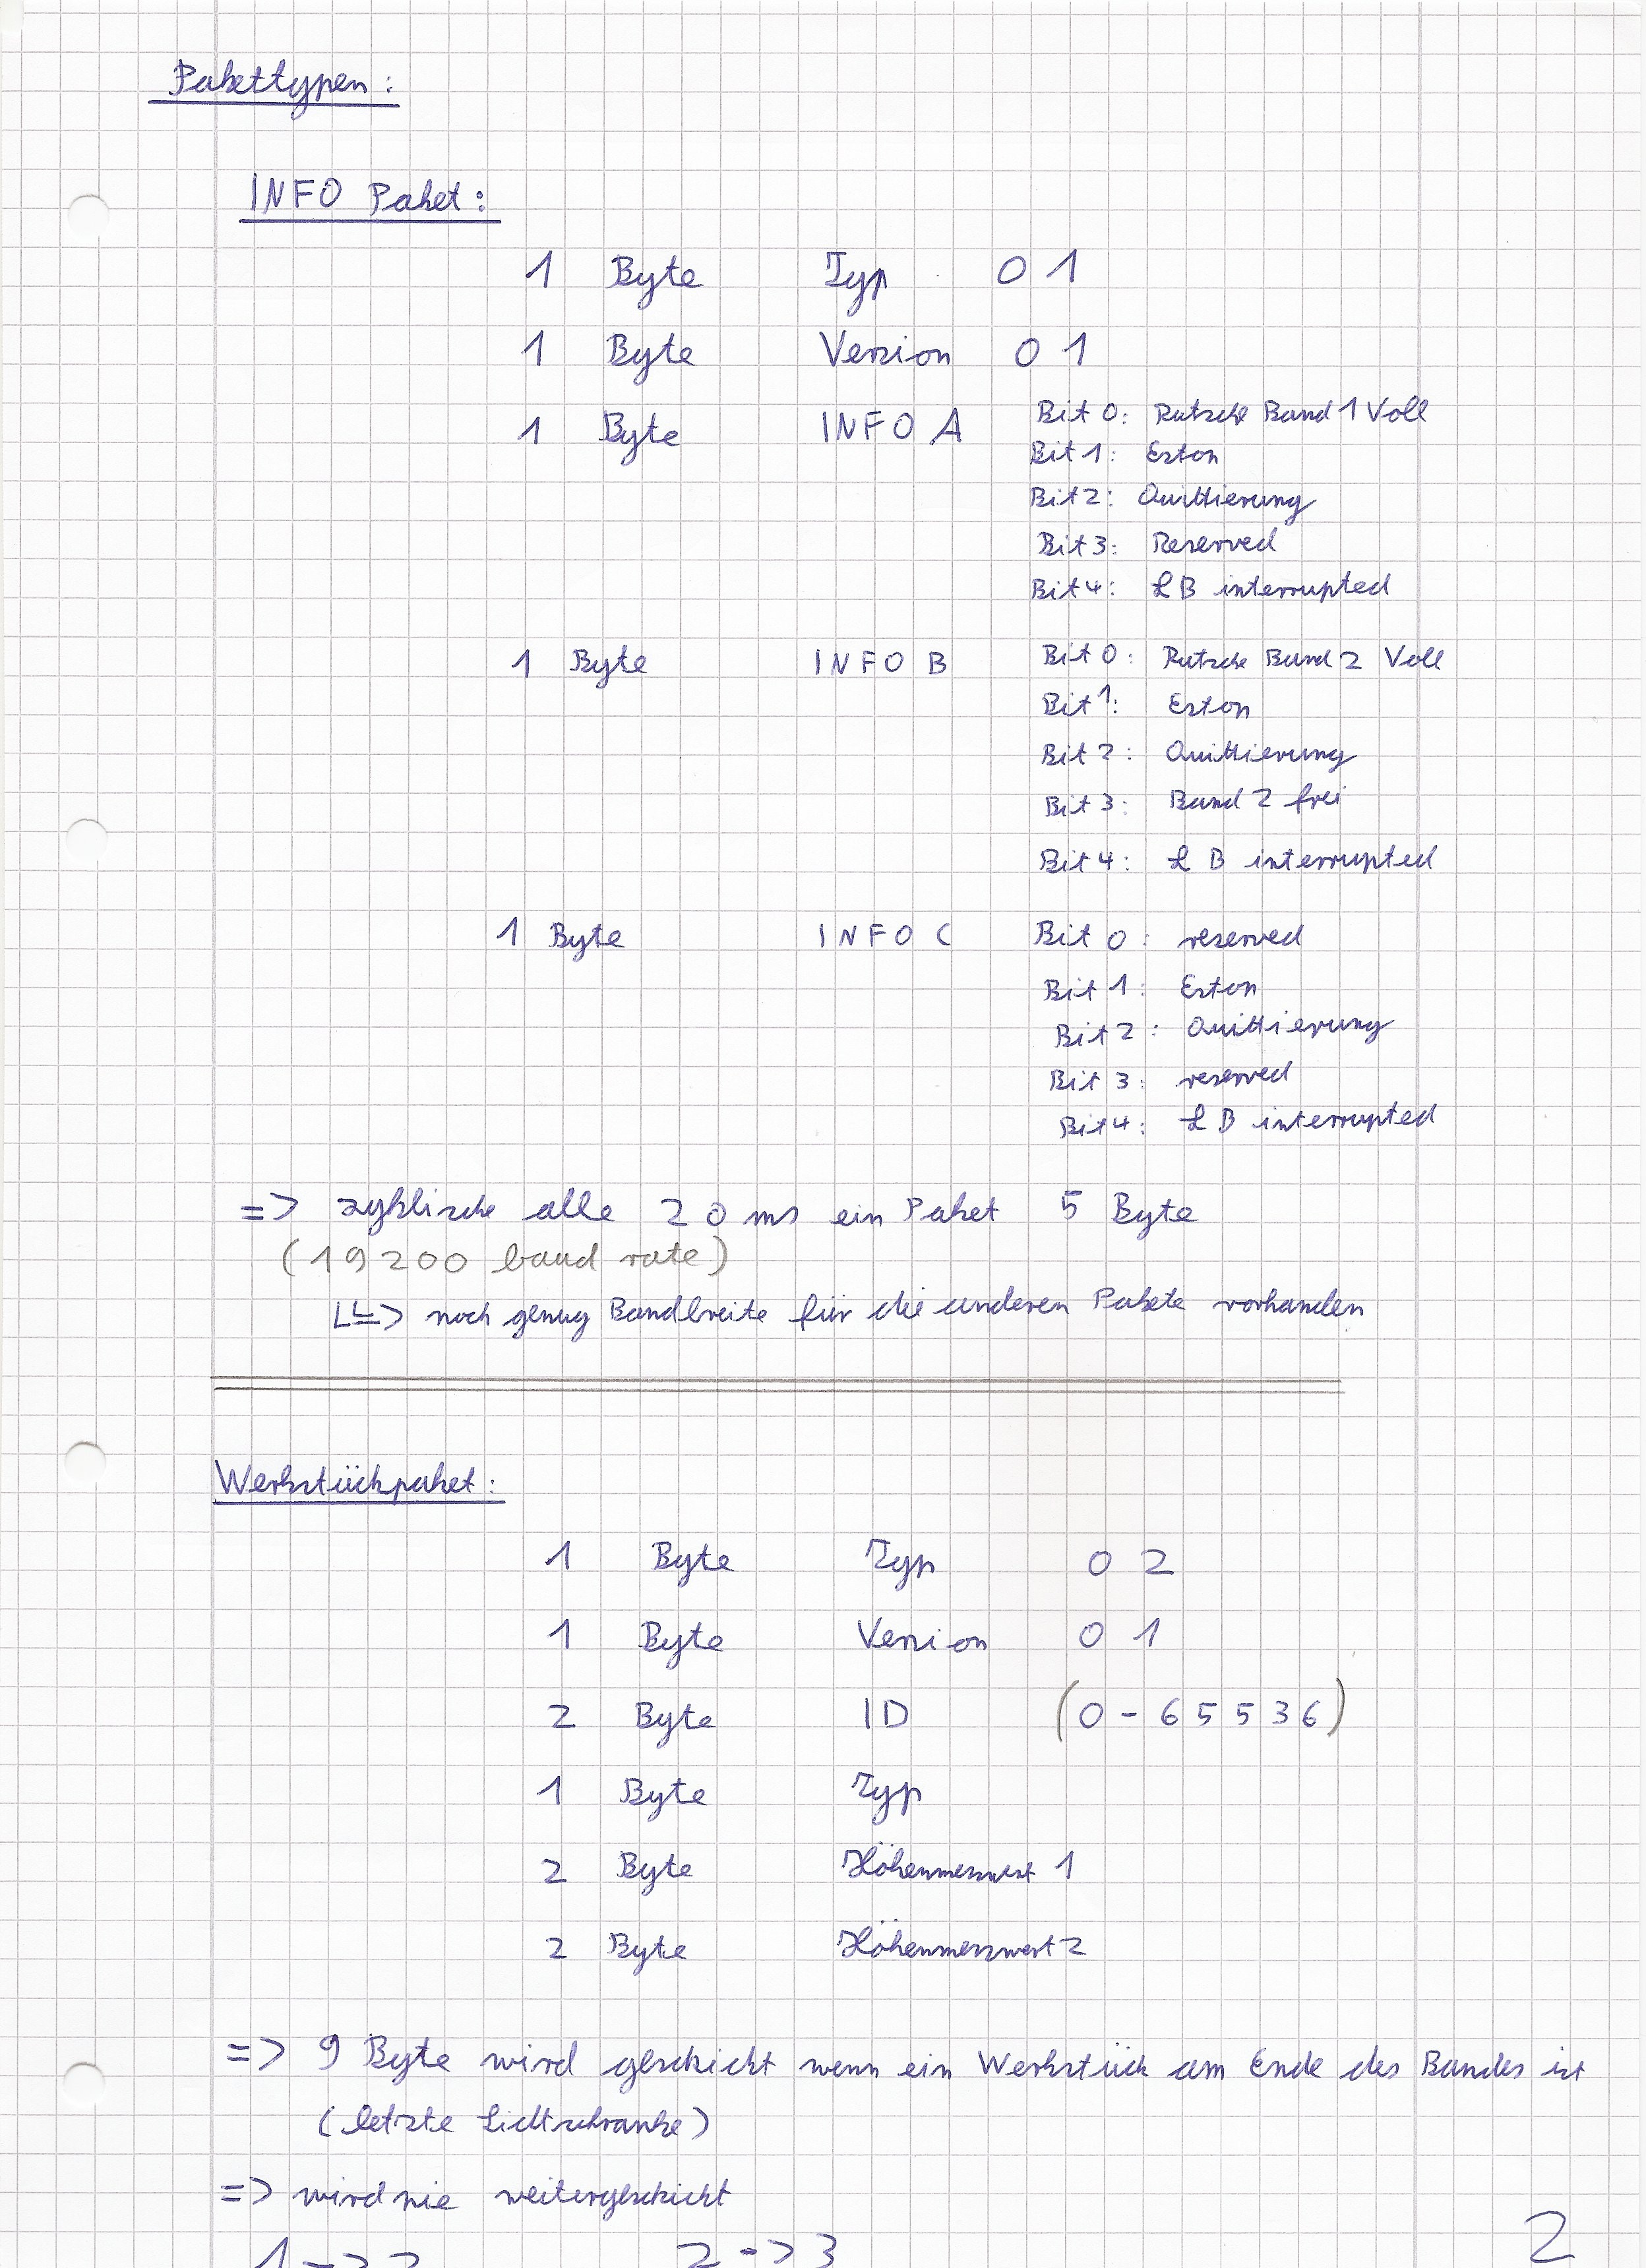 Pakettypen:
INFO Paket:
1 Byte Typ 01
1 Byte Version 01
1 Byte INFO A Bit 0: Rutsche Band 1 Voll
Bit 1: Eston
Bit 2: Quittierung
Bit 3: Reserved
Bit 4: LB interrupted
1 Byte INFO B Bit 0: Rutsche Band 2 Voll
Bit 1: Eston
Bit 2: Quittierung
Bit 3: Band 2 frei
Bit 4: LB interrupted
1 Byte INFO C Bit 0: reserved
Bit 1: Eston
Bit 2: Quittierung
Bit 3: reserved
Bit 4: LB interrupted
=> zyklische alle 20 ms ein Paket 5 Byte
(19200 baud rate)
=> noch genug Bandbreite für die anderen Pakete vorhanden
Werkstückpaket:
1 Byte Typ 02
1 Byte Version 01
2 Byte ID (0-65536)
1 Byte Typ
2 Byte Höhenmesswert 1
2 Byte Höhenmesswert 2
=> 9 Byte wird geschickt wenn ein Werkstück am Ende des Bandes ist
(letzte Lichtschranke)
=> wird nie weitergeschickt
1 -> 2 2 -> 3
2